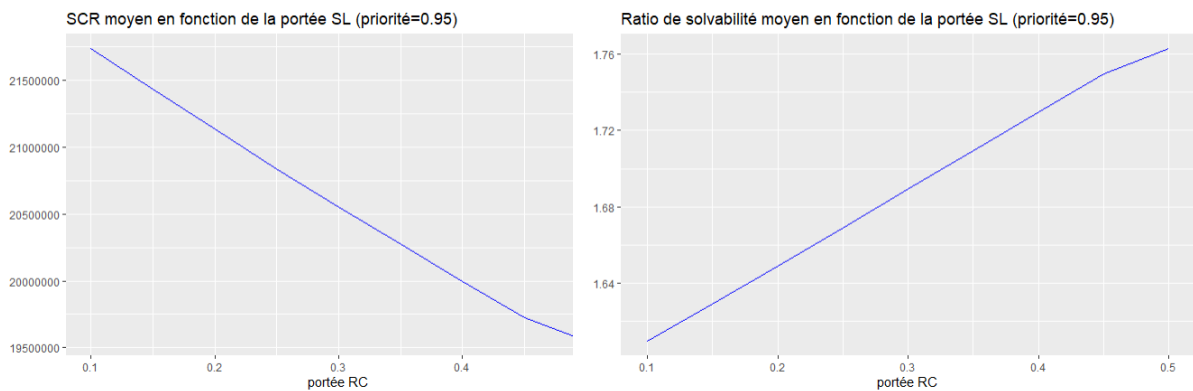 SCR moyen en fonction de la portée SL (priorité=0.95)
21500000
21000000
20500000
20000000
19500000
0.1 0.2 0.3 0.4
portée RC
Ratio de solvabilité moyen en fonction de la portée SL (priorité=0.95)
1.76
1.72
1.68
1.64
0.1 0.2 0.3 0.4 0.5
portée RC